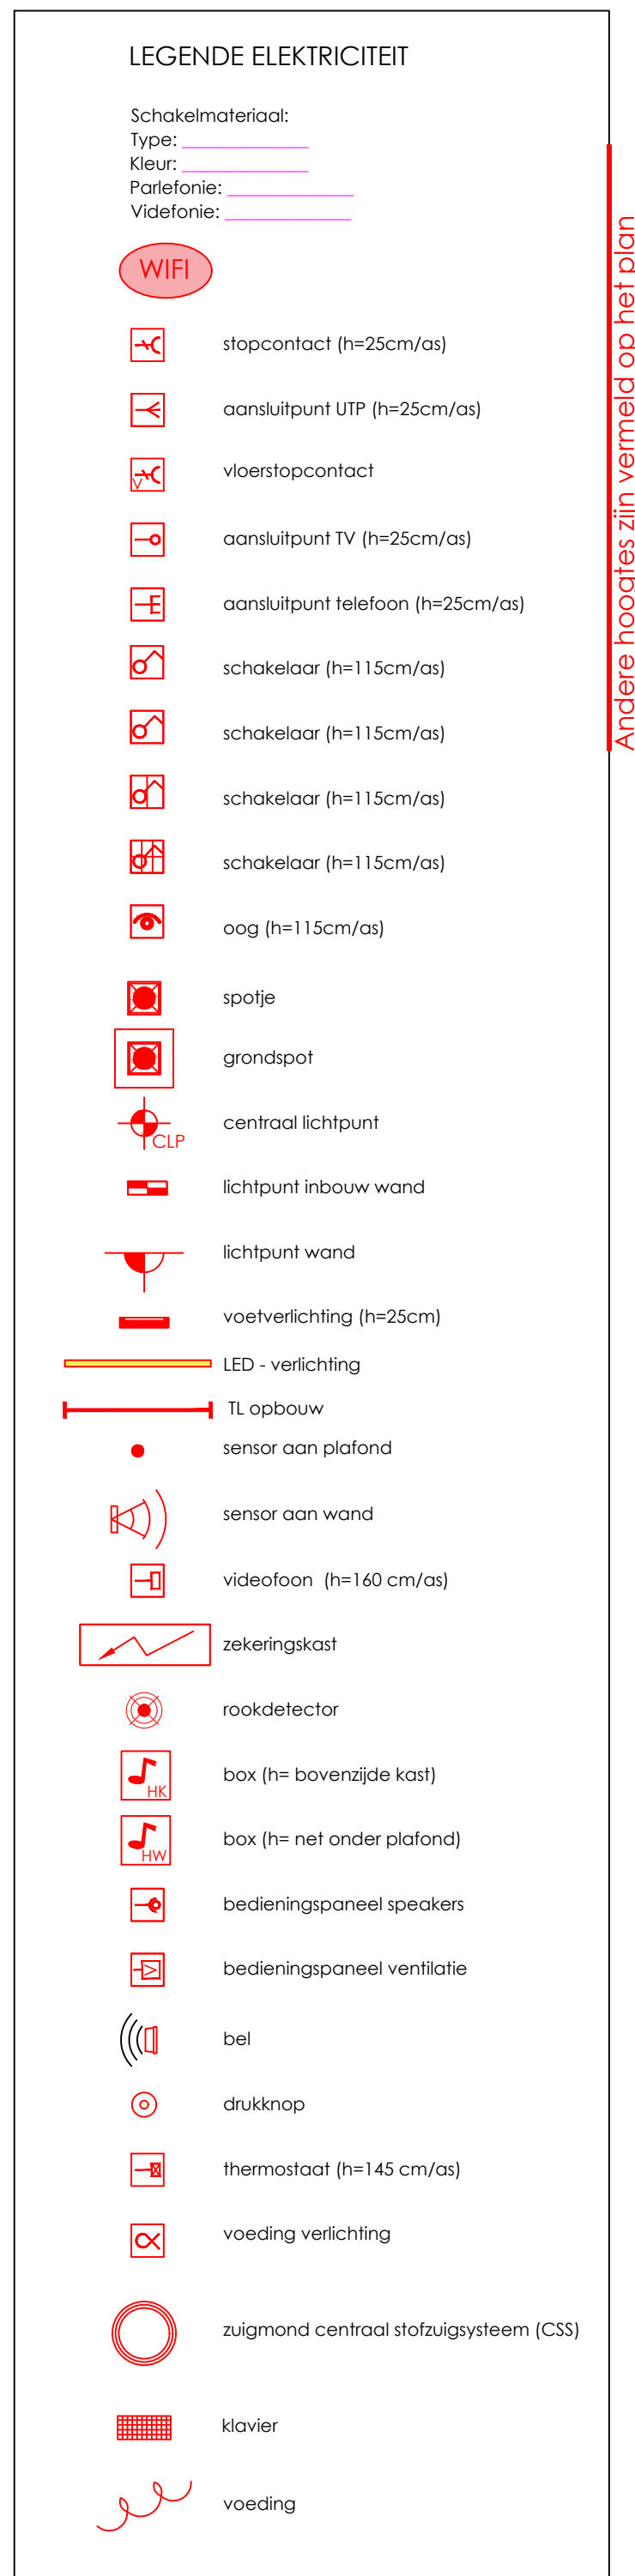 LEGENDE ELEKTRICITEIT
Schakelmateriaal:
Type: ______________
Kleur: ______________
Parlefonie: ______________
Videfonie: ______________
WIFI
stopcontact (h=25cm/as)
aansluitpunt UTP (h=25cm/as)
V
vloerstopcontact
aansluitpunt TV (h=25cm/as)
aansluitpunt telefoon (h=25cm/as)
schakelaar (h=115cm/as)
schakelaar (h=115cm/as)
schakelaar (h=115cm/as)
schakelaar (h=115cm/as)
oog (h=115cm/as)
spotje
grondspot
centraal lichtpunt
CLP
lichtpunt inbouw wand
lichtpunt wand
voetverlichting (h=25cm)
LED - verlichting
TL opbouw
sensor aan plafond
sensor aan wand
videofoon (h=160 cm/as)
zekeringskast
rookdetector
box (h= bovenzijde kast)
HK
box (h= net onder plafond)
HW
bedieningspaneel speakers
bedieningspaneel ventilatie
bel
drukknop
thermostaat (h=145 cm/as)
voeding verlichting
zuigmond centraal stofzuigsysteem (CSS)
klavier
voeding
Andere hoogtes zijn vermeld op het plan